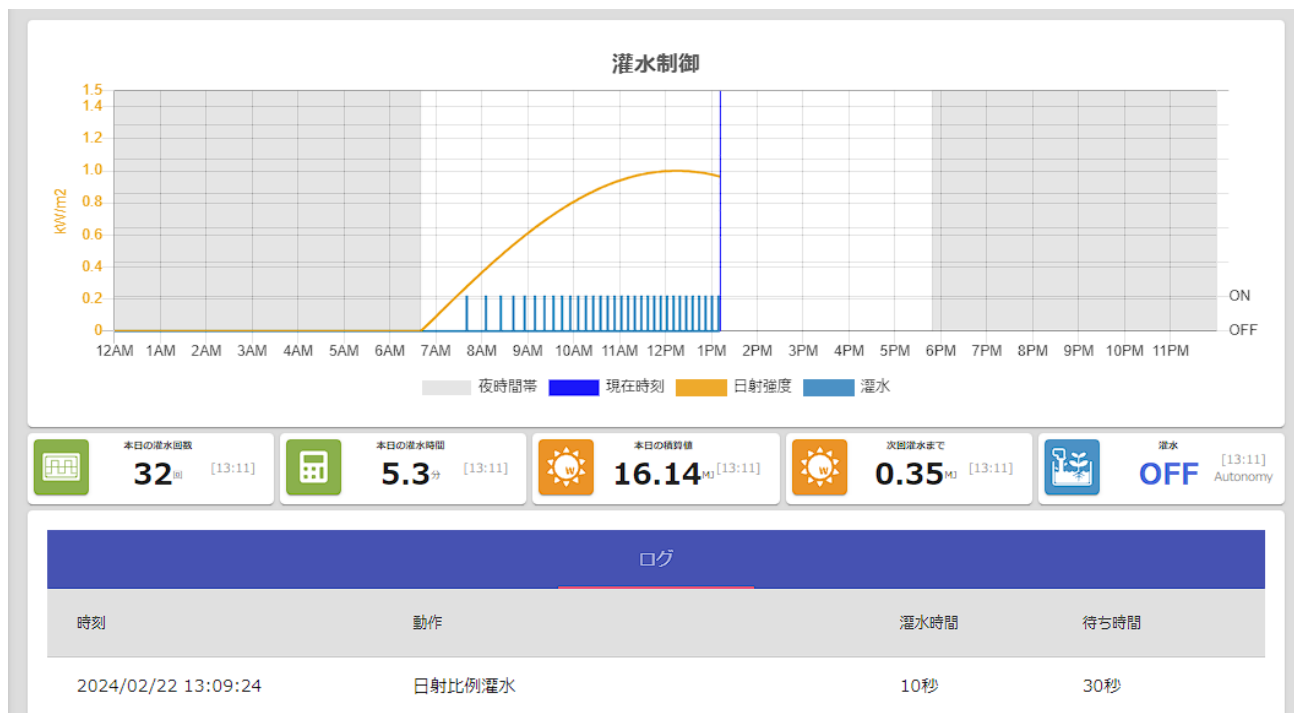 灌水制御
1.5
1.4
1.2
1.0
0.8
0.6
0.4
0.2
0
kW/m2
ON
OFF
12AM 1AM 2AM 3AM 4AM 5AM 6AM 7AM 8AM 9AM 10AM 11AM 12PM 1PM 2PM 3PM 4PM 5PM 6PM 7PM 8PM 9PM 10PM 11PM
夜時間帯 現在時刻 日射強度 灌水
本日の灌水回数
32回 [13:11]
本日の灌水時間
5.3分 [13:11]
W
本日の積算値
16.14MJ [13:11]
W
次回灌水まで
0.35MJ [13:11]
灌水
OFF [13:11]
Autonomy
ログ
時刻 動作 灌水時間 待ち時間
2024/02/22 13:09:24 日射比例灌水 10秒 30秒